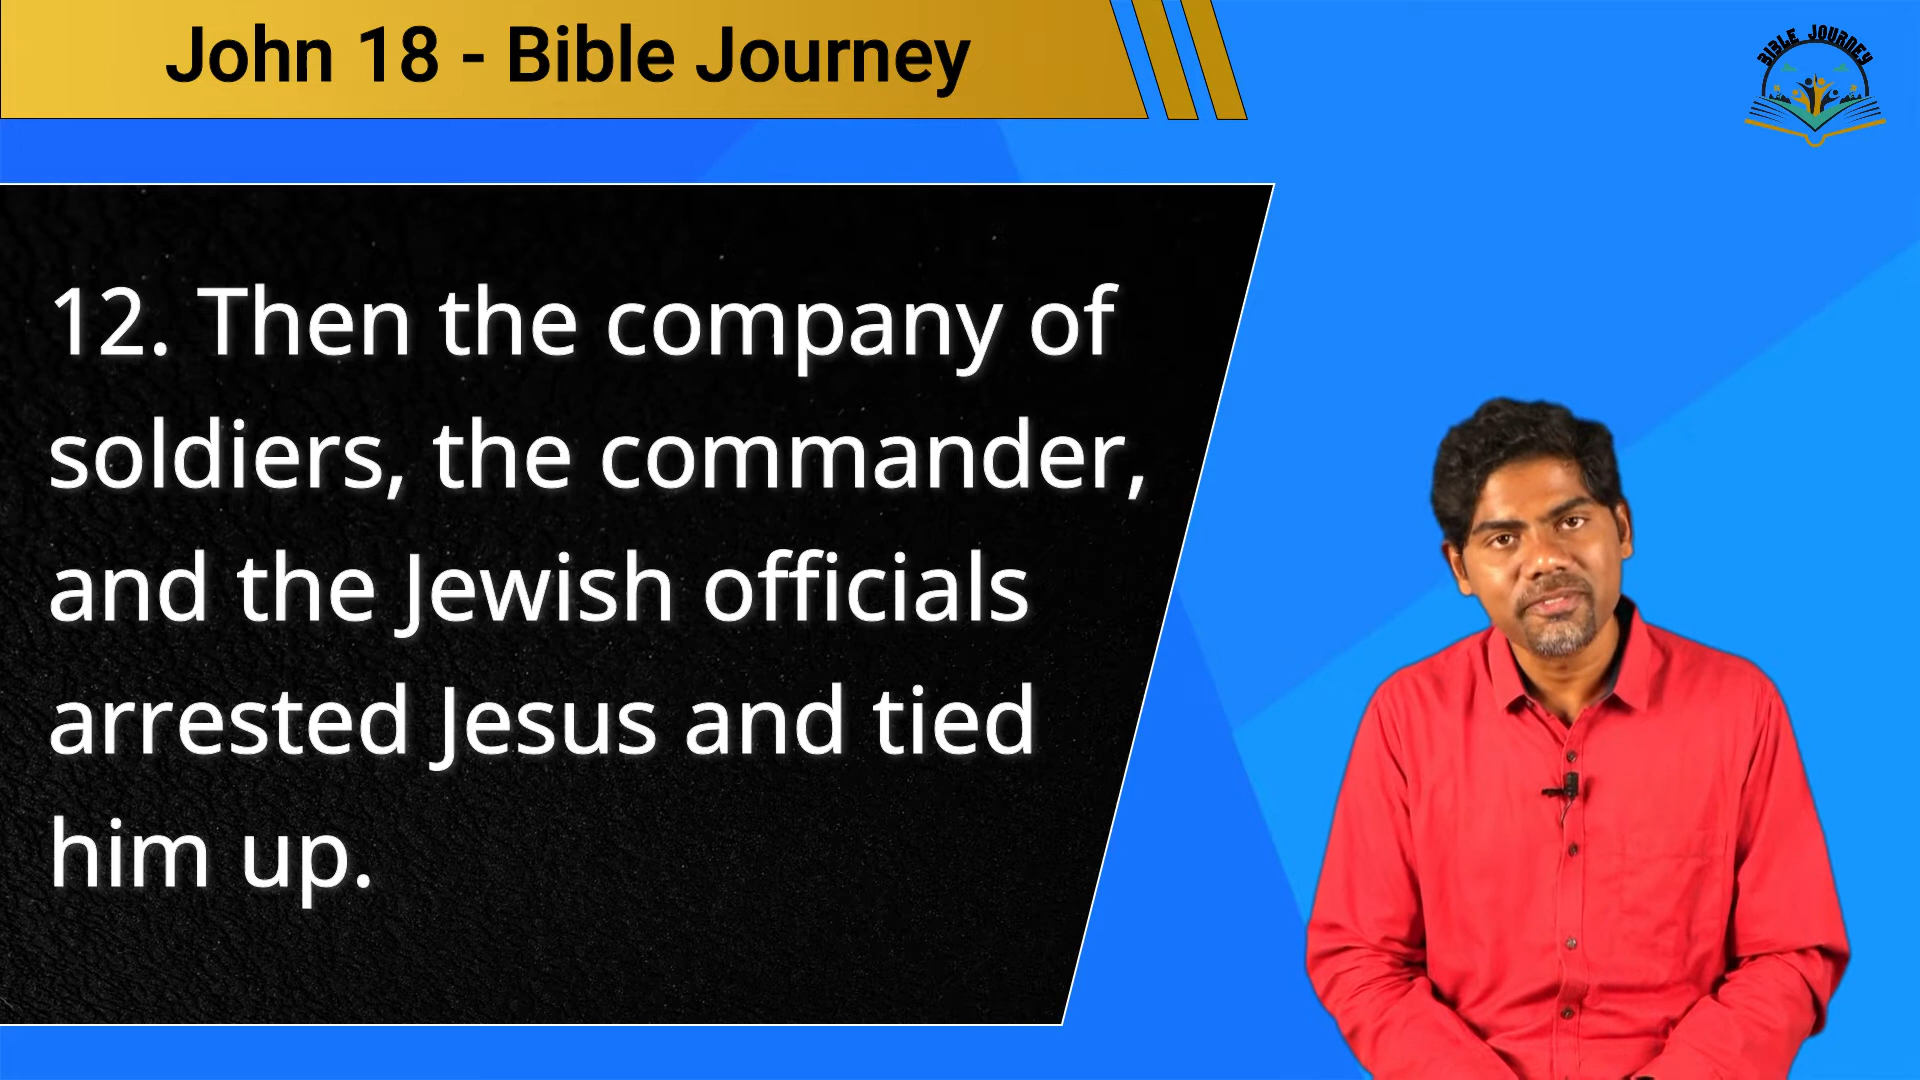 John 18 - Bible Journey
BIBLE JOURNEY
12. Then the company of
soldiers, the commander,
and the Jewish officials
arrested Jesus and tied
him up.